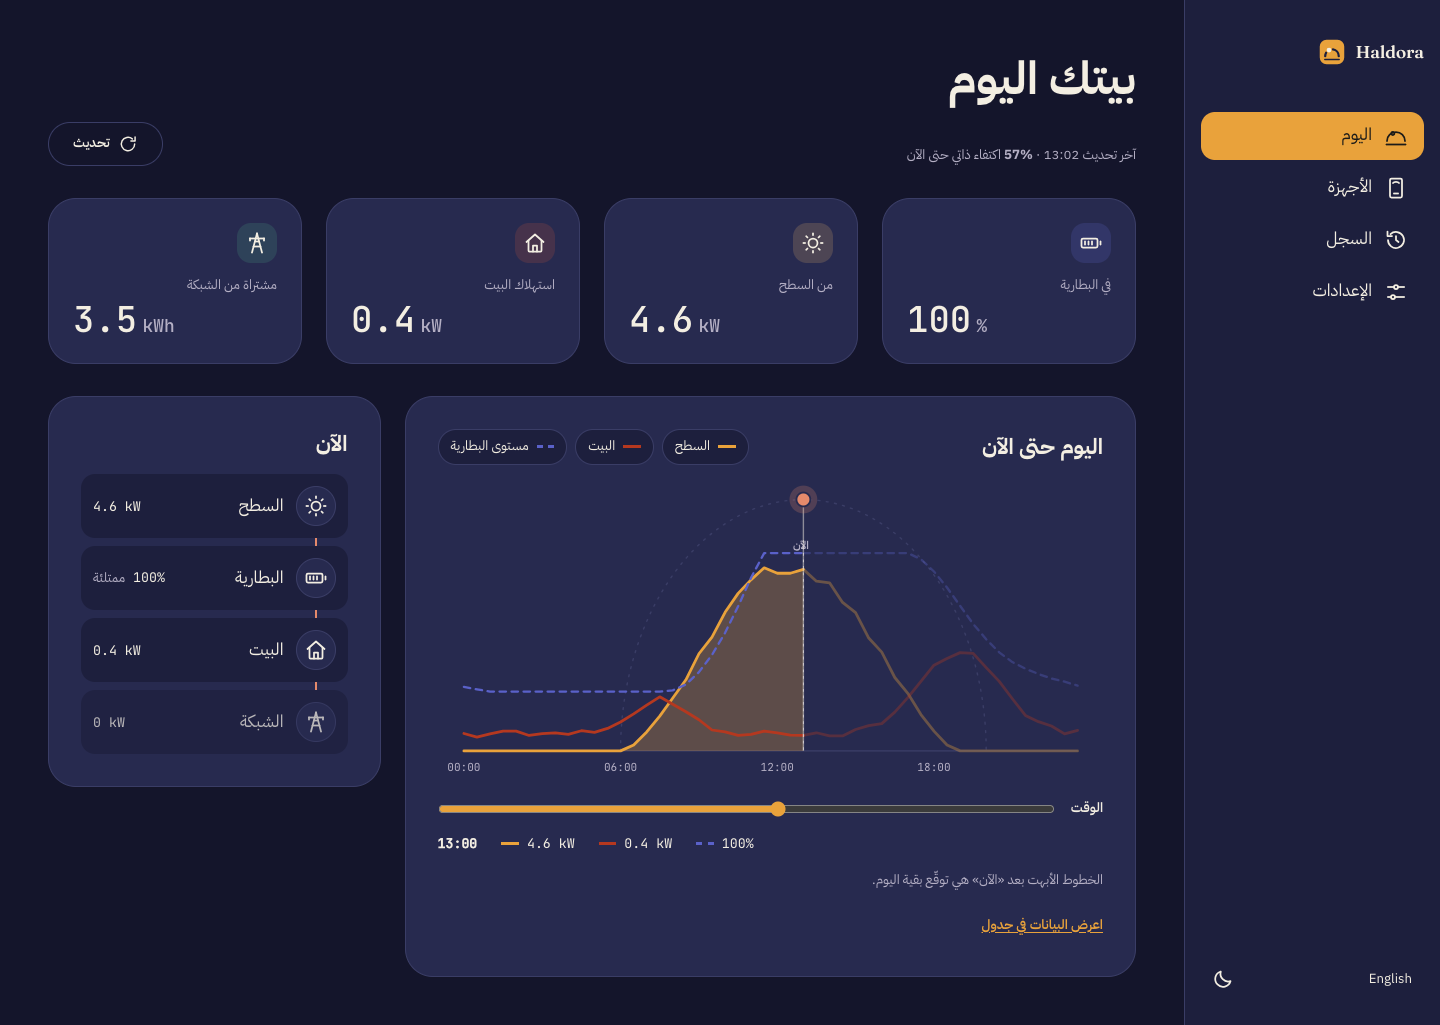 Haldora
اليوم
الأجهزة
السجل
الإعدادات
English
بيتك اليوم
آخر تحديث 13:02 · 57% اكتفاء ذاتي حتى الآن
تحديث
في البطارية
100 %
من السطح
4.6 kW
استهلاك البيت
0.4 kW
مشتراة من الشبكة
3.5 kWh
اليوم حتى الآن
السطح
البيت
مستوى البطارية
الآن
00:00 06:00 12:00 18:00
الوقت
13:00 4.6 kW 0.4 kW 100%
الخطوط الأبهت بعد «الآن» هي توقّع بقية اليوم.
اعرض البيانات في جدول
الآن
السطح 4.6 kW
البطارية 100% ممتلئة
البيت 0.4 kW
الشبكة 0 kW